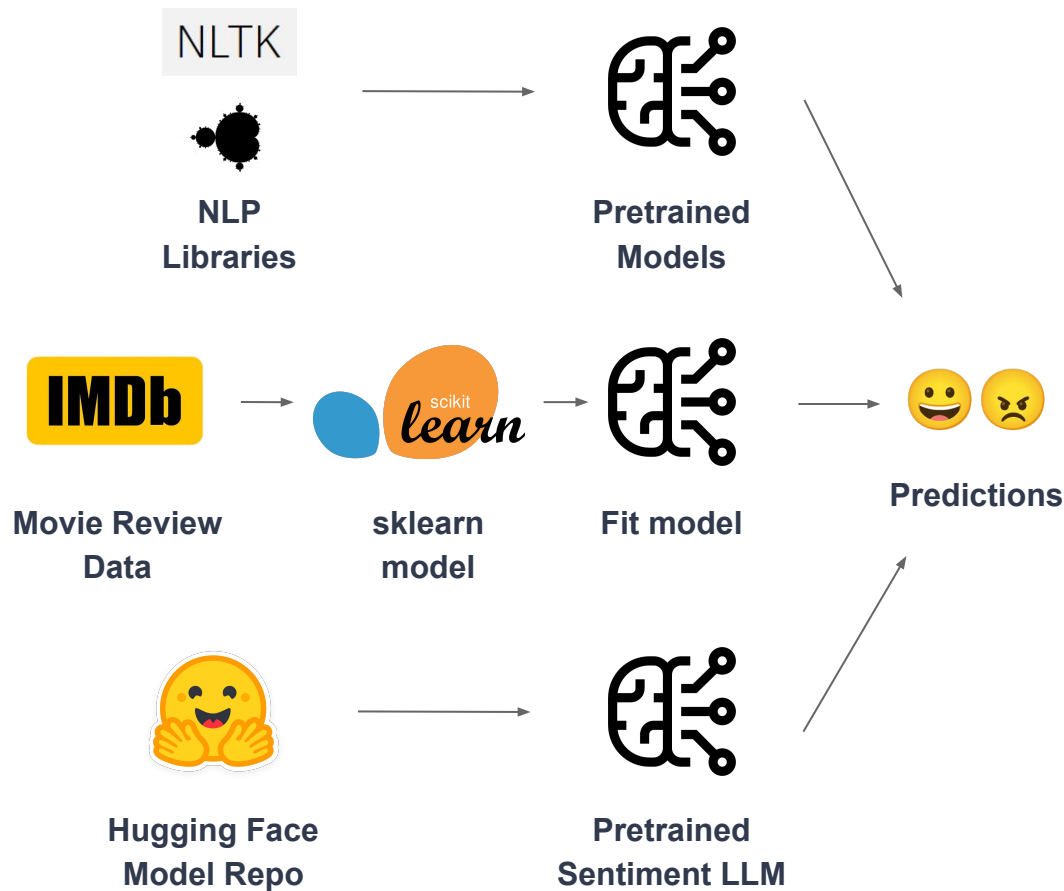 NLTK
NLP
Libraries
Pretrained
Models
IMDb
scikit
learn
Movie Review
Data
sklearn
model
Fit model
Predictions
Hugging Face
Model Repo
Pretrained
Sentiment LLM